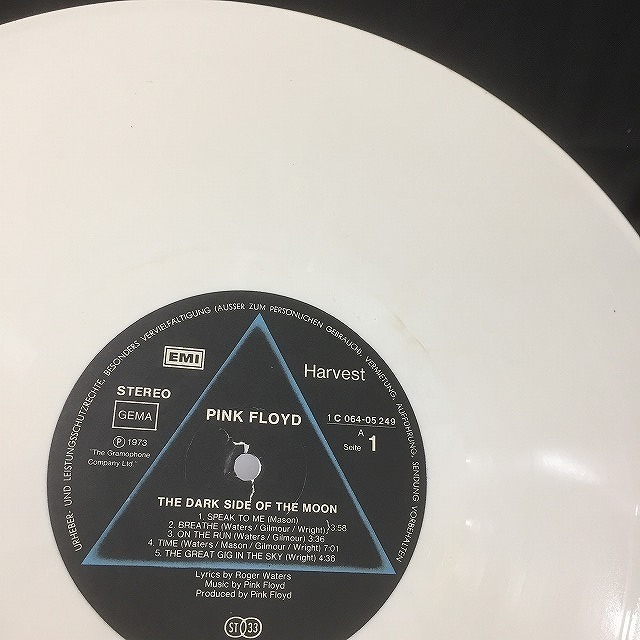 URHEBER- UND LEISTUNGSSCHUTZRECHTE, BESONDERS VERVIELFÄLTIGUNG (AUSSER ZUM PERSÖNLICHEN GEBRAUCH), VERMIETUNG, AUFFÜHRUNG, SENDUNG VORBEHALTEN
EMI
Harvest
STEREO
GEMA
PINK FLOYD
1 C 064-05 249
A
Seite 1
Ⓟ 1973
"The Gramophone
Company Ltd."
THE DARK SIDE OF THE MOON
1. SPEAK TO ME (Mason)
2. BREATHE (Waters / Gilmour / Wright) }3:58
3. ON THE RUN (Waters / Gilmour) 3:36
4. TIME (Waters / Mason / Gilmour / Wright) 7:01
5. THE GREAT GIG IN THE SKY (Wright) 4:38
Lyrics by Roger Waters
Music by Pink Floyd
Produced by Pink Floyd
ST 33